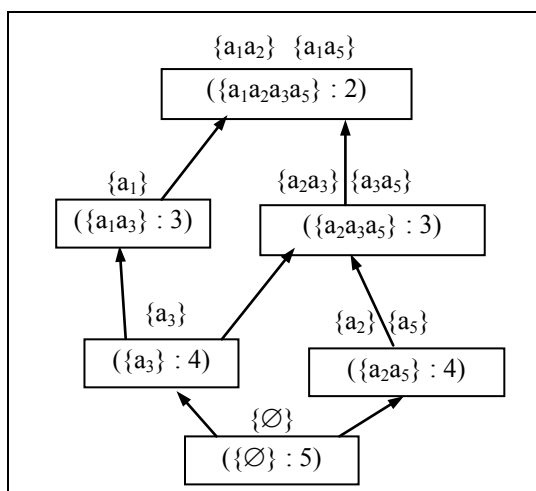 {a₁a₂} {a₁a₅}
({a₁a₂a₃a₅} : 2)
{a₁}
{a₂a₃} {a₃a₅}
({a₁a₃} : 3)
({a₂a₃a₅} : 3)
{a₃}
{a₂} {a₅}
({a₃} : 4)
({a₂a₅} : 4)
{∅}
({∅} : 5)